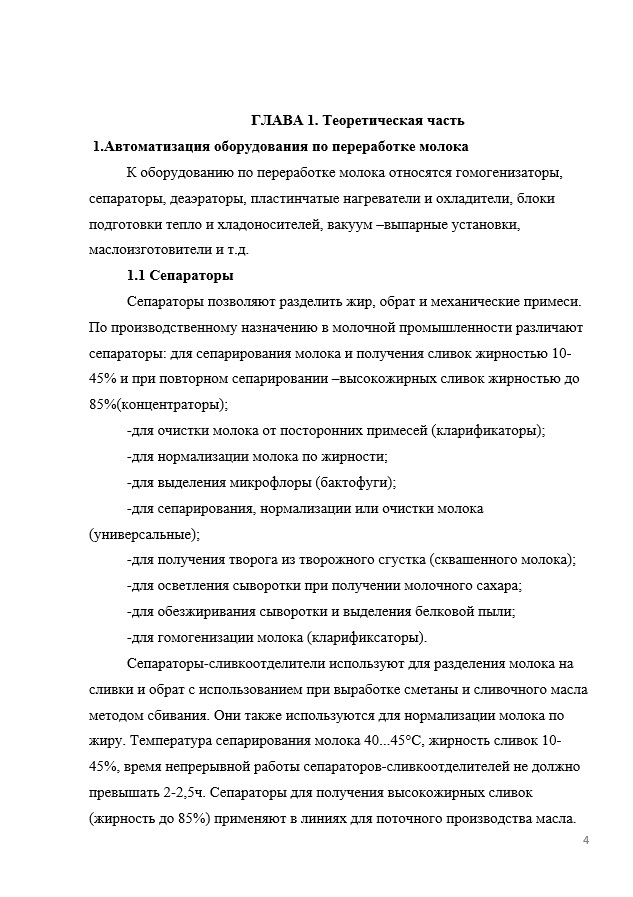 ГЛАВА 1. Теоретическая часть
1.Автоматизация оборудования по переработке молока
К оборудованию по переработке молока относятся гомогенизаторы,
сепараторы, деаэраторы, пластинчатые нагреватели и охладители, блоки
подготовки тепло и хладоносителей, вакуум –выпарные установки,
маслоизготовители и т.д.
1.1 Сепараторы
Сепараторы позволяют разделить жир, обрат и механические примеси.
По производственному назначению в молочной промышленности различают
сепараторы: для сепарирования молока и получения сливок жирностью 10-
45% и при повторном сепарировании –высокожирных сливок жирностью до
85%(концентраторы);
-для очистки молока от посторонних примесей (кларификаторы);
-для нормализации молока по жирности;
-для выделения микрофлоры (бактофуги);
-для сепарирования, нормализации или очистки молока
(универсальные);
-для получения творога из творожного сгустка (сквашенного молока);
-для осветления сыворотки при получении молочного сахара;
-для обезжиривания сыворотки и выделения белковой пыли;
-для гомогенизации молока (кларификсаторы).
Сепараторы-сливкоотделители используют для разделения молока на
сливки и обрат с использованием при выработке сметаны и сливочного масла
методом сбивания. Они также используются для нормализации молока по
жиру. Температура сепарирования молока 40...45°С, жирность сливок 10-
45%, время непрерывной работы сепараторов-сливкоотделителей не должно
превышать 2-2,5ч. Сепараторы для получения высокожирных сливок
(жирность до 85%) применяют в линиях для поточного производства масла.
4